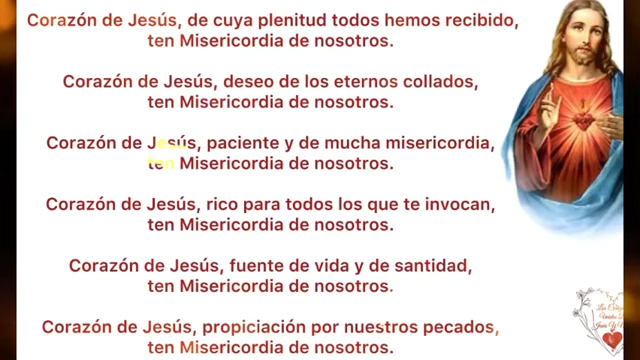 Corazón de Jesús, de cuya plenitud todos hemos recibido,
ten Misericordia de nosotros.
Corazón de Jesús, deseo de los eternos collados,
ten Misericordia de nosotros.
Corazón de Jesús, paciente y de mucha misericordia,
ten Misericordia de nosotros.
Corazón de Jesús, rico para todos los que te invocan,
ten Misericordia de nosotros.
Corazón de Jesús, fuente de vida y de santidad,
ten Misericordia de nosotros.
Corazón de Jesús, propiciación por nuestros pecados,
ten Misericordia de nosotros.